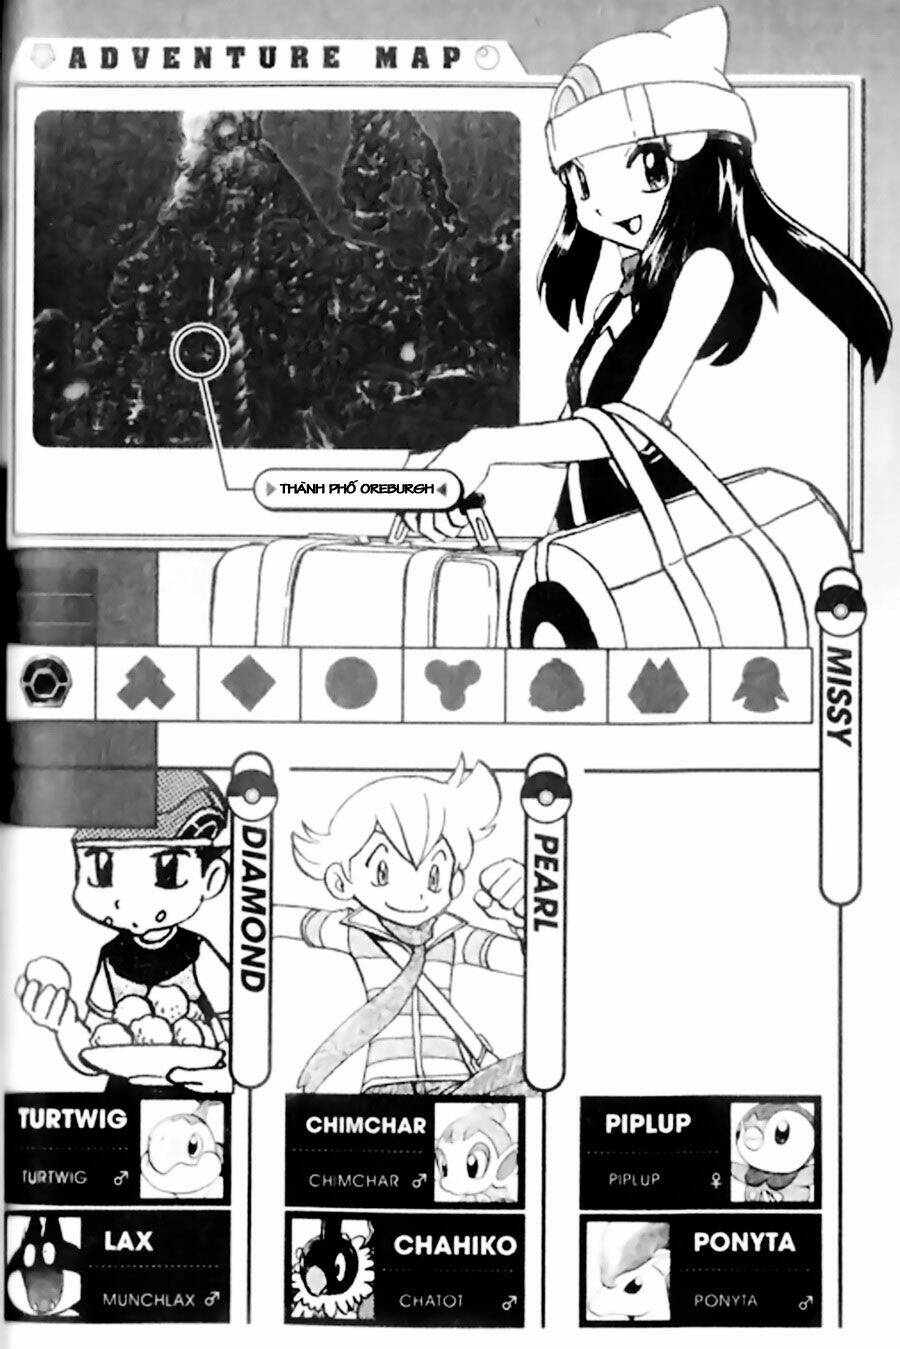 ADVENTURE MAP
THÀNH PHỐ OREBURGH
MISSY
DIAMOND
PEARL
TURTWIG
TURTWIG ♂
LAX
MUNCHLAX ♂
CHIMCHAR
CHIMCHAR ♂
CHAHIKO
CHATOT ♂
PIPLUP
PIPLUP ♀
PONYTA
PONYTA ♂